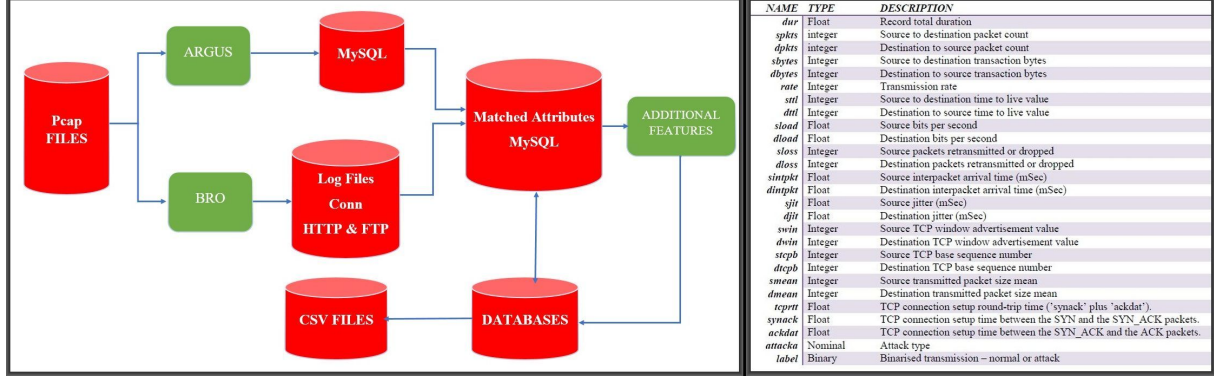 ARGUS
MySQL
Pcap
FILES
Matched Attributes
MySQL
ADDITIONAL
FEATURES
BRO
Log Files
Conn
HTTP & FTP
CSV FILES
DATABASES
NAME TYPE DESCRIPTION
dur Float Record total duration
spkts integer Source to destination packet count
dpkts integer Destination to source packet count
sbytes Integer Source to destination transaction bytes
dbytes Integer Destination to source transaction bytes
rate Integer Transmission rate
sttl Integer Source to destination time to live value
dttl Integer Destination to source time to live value
sload Float Source bits per second
dload Float Destination bits per second
sloss Integer Source packets retransmitted or dropped
dloss Integer Destination packets retransmitted or dropped
sintpkt Float Source interpacket arrival time (mSec)
dintpkt Float Destination interpacket arrival time (mSec)
sjit Float Source jitter (mSec)
djit Float Destination jitter (mSec)
swin Integer Source TCP window advertisement value
dwin Integer Destination TCP window advertisement value
stcpb Integer Source TCP base sequence number
dtcpb Integer Destination TCP base sequence number
smean Integer Source transmitted packet size mean
dmean Integer Destination transmitted packet size mean
tcprtt Float TCP connection setup round-trip time ('synack' plus 'ackdat').
synack Float TCP connection setup time between the SYN and the SYN_ACK packets.
ackdat Float TCP connection setup time between the SYN_ACK and the ACK packets.
attacka Nominal Attack type
label Binary Binarised transmission – normal or attack